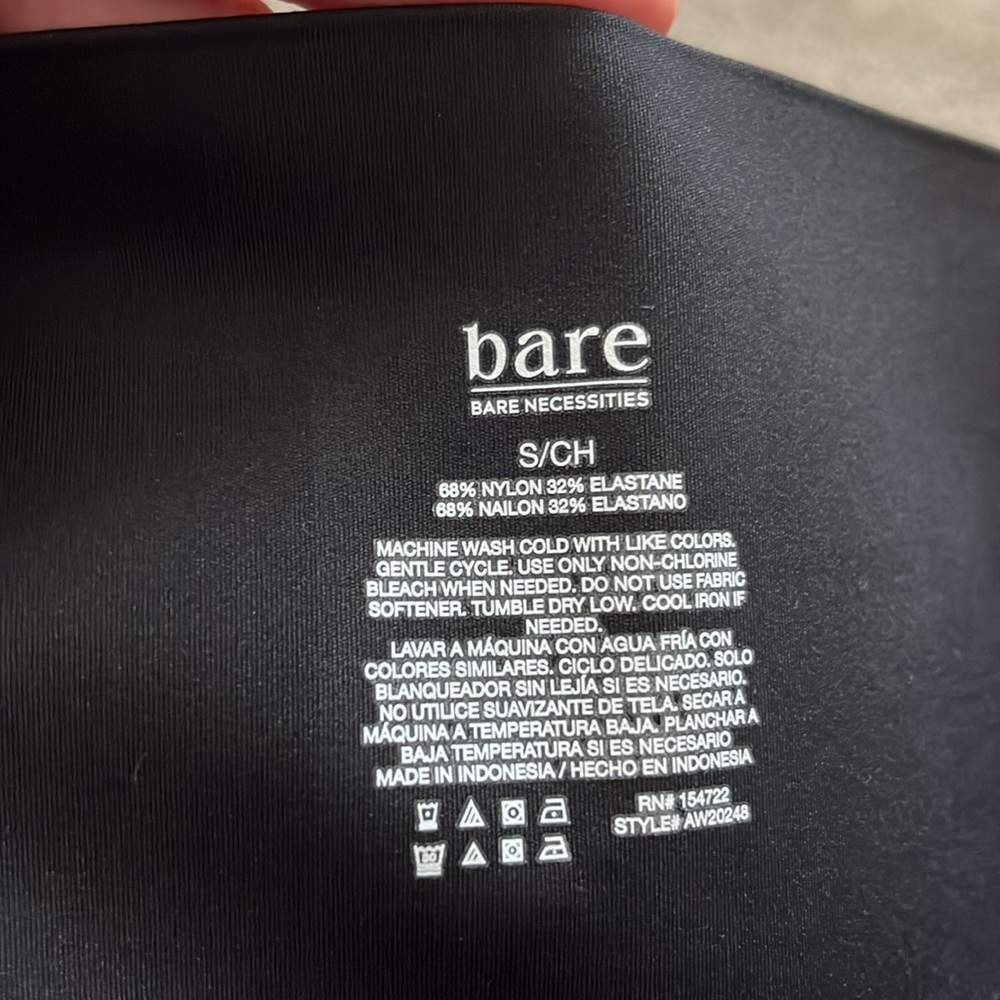 bare
BARE NECESSITIES
S/CH
68% NYLON 32% ELASTANE
68% NAILON 32% ELASTANO
MACHINE WASH COLD WITH LIKE COLORS.
GENTLE CYCLE. USE ONLY NON-CHLORINE
BLEACH WHEN NEEDED. DO NOT USE FABRIC
SOFTENER. TUMBLE DRY LOW. COOL IRON IF
NEEDED.
LAVAR A MÁQUINA CON AGUA FRÍA CON
COLORES SIMILARES. CICLO DELICADO. SOLO
BLANQUEADOR SIN LEJÍA SI ES NECESARIO.
NO UTILICE SUAVIZANTE DE TELA. SECAR A
MÁQUINA A TEMPERATURA BAJA. PLANCHAR A
BAJA TEMPERATURA SI ES NECESARIO
MADE IN INDONESIA / HECHO EN INDONESIA
RN# 154722
STYLE# AW20248